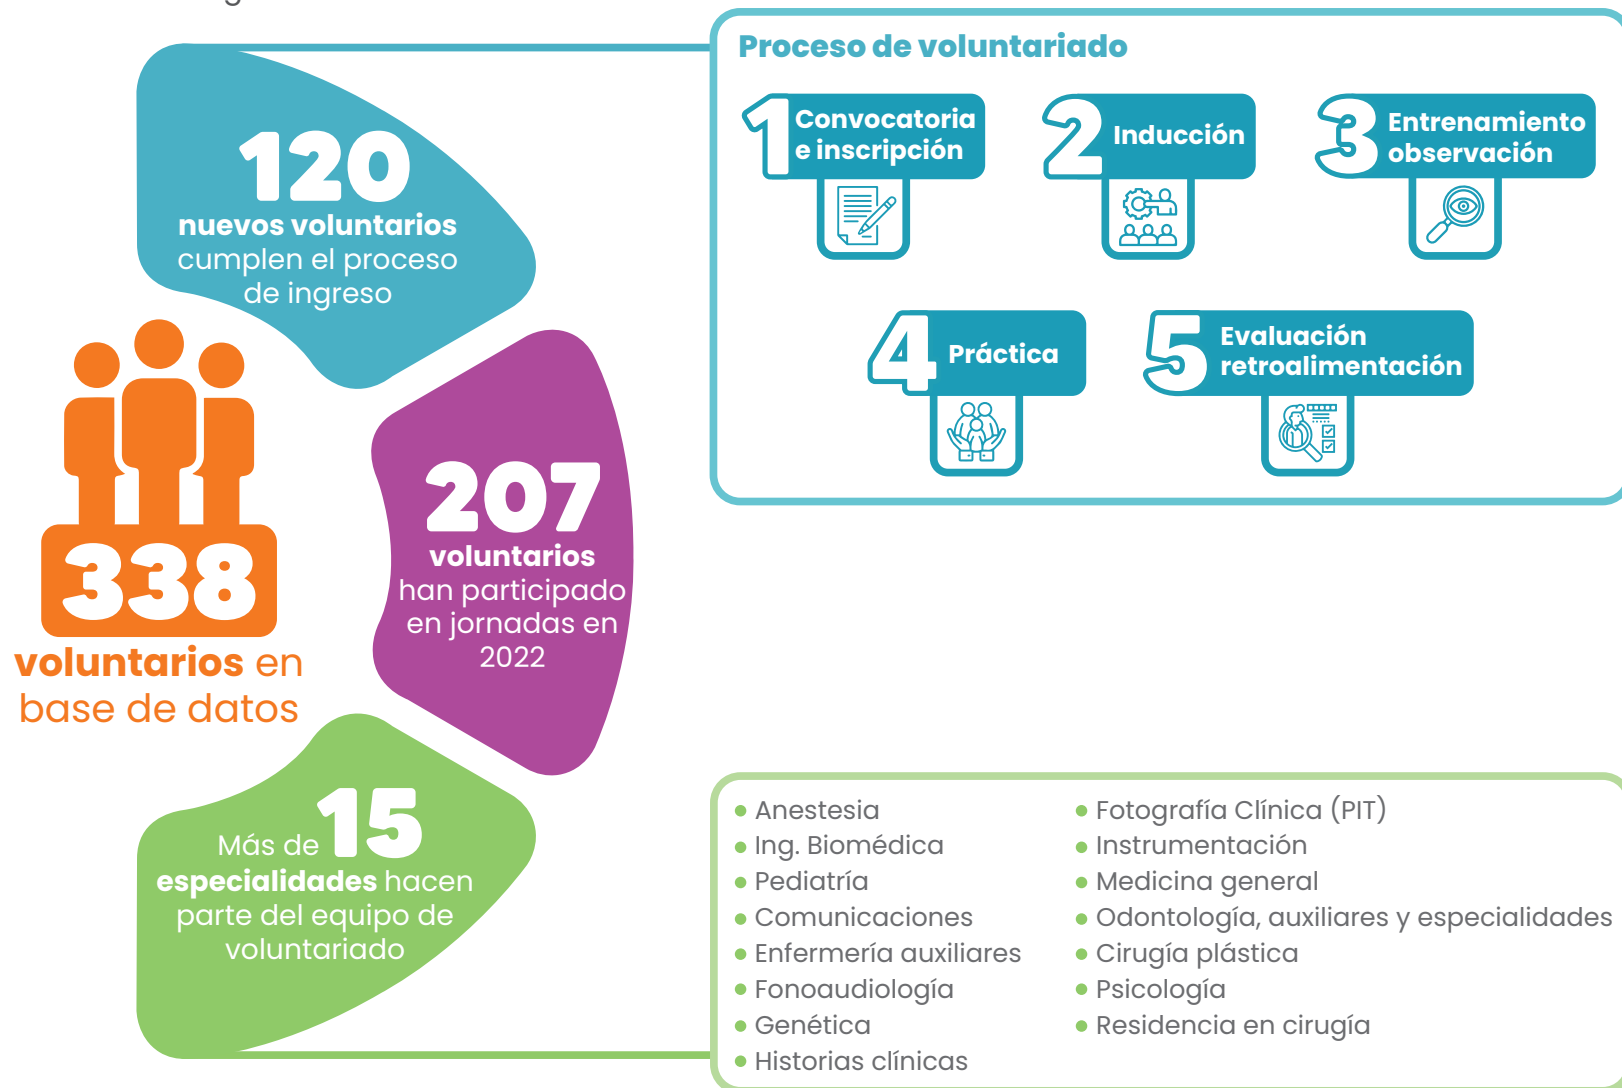 120
nuevos voluntarios
cumplen el proceso
de ingreso
338
voluntarios en
base de datos
207
voluntarios
han participado
en jornadas en
2022
Más de 15
especialidades hacen
parte del equipo de
voluntariado
Proceso de voluntariado
1 Convocatoria
e inscripción
2 Inducción
3 Entrenamiento
observación
4 Práctica
5 Evaluación
retroalimentación
Anestesia
Ing. Biomédica
Pediatría
Comunicaciones
Enfermería auxiliares
Fonoaudiología
Genética
Historias clínicas
Fotografía Clínica (PIT)
Instrumentación
Medicina general
Odontología, auxiliares y especialidades
Cirugía plástica
Psicología
Residencia en cirugía